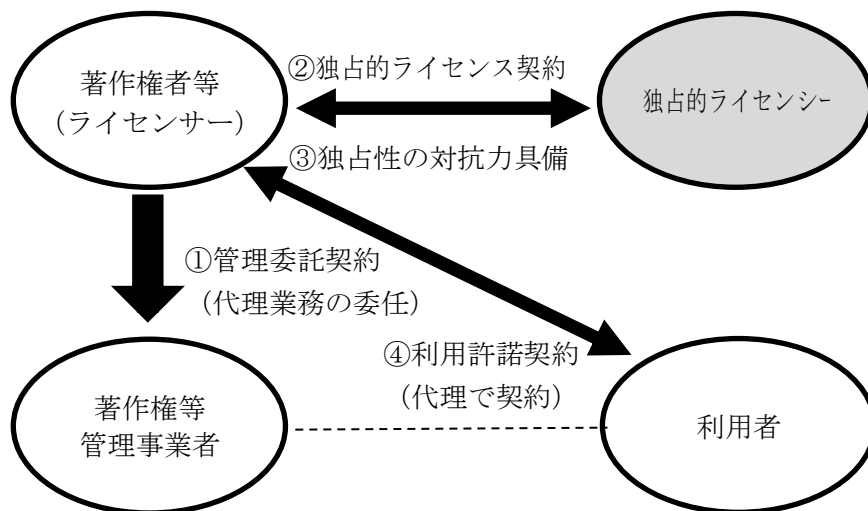 著作権者等
（ライセンサー）
②独占的ライセンス契約
独占的ライセンシー
③独占性の対抗力具備
①管理委託契約
（代理業務の委任）
④利用許諾契約
（代理で契約）
著作権等
管理事業者
利用者